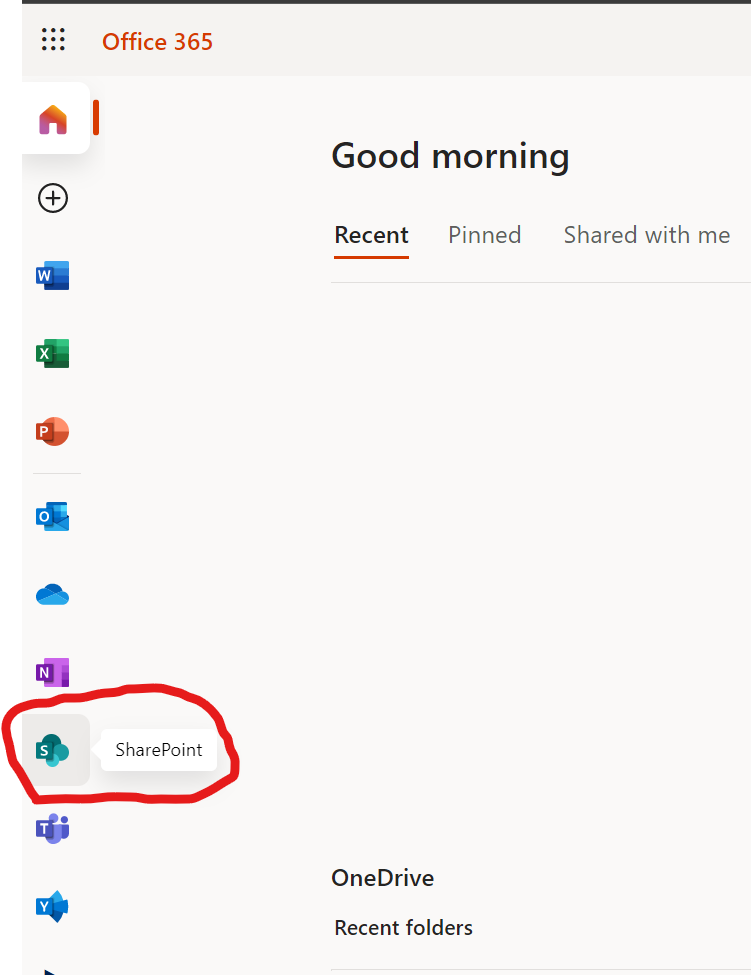 Office 365
Good morning
Recent Pinned Shared with me
W
X
P
O
N
S SharePoint
T
Y
OneDrive
Recent folders